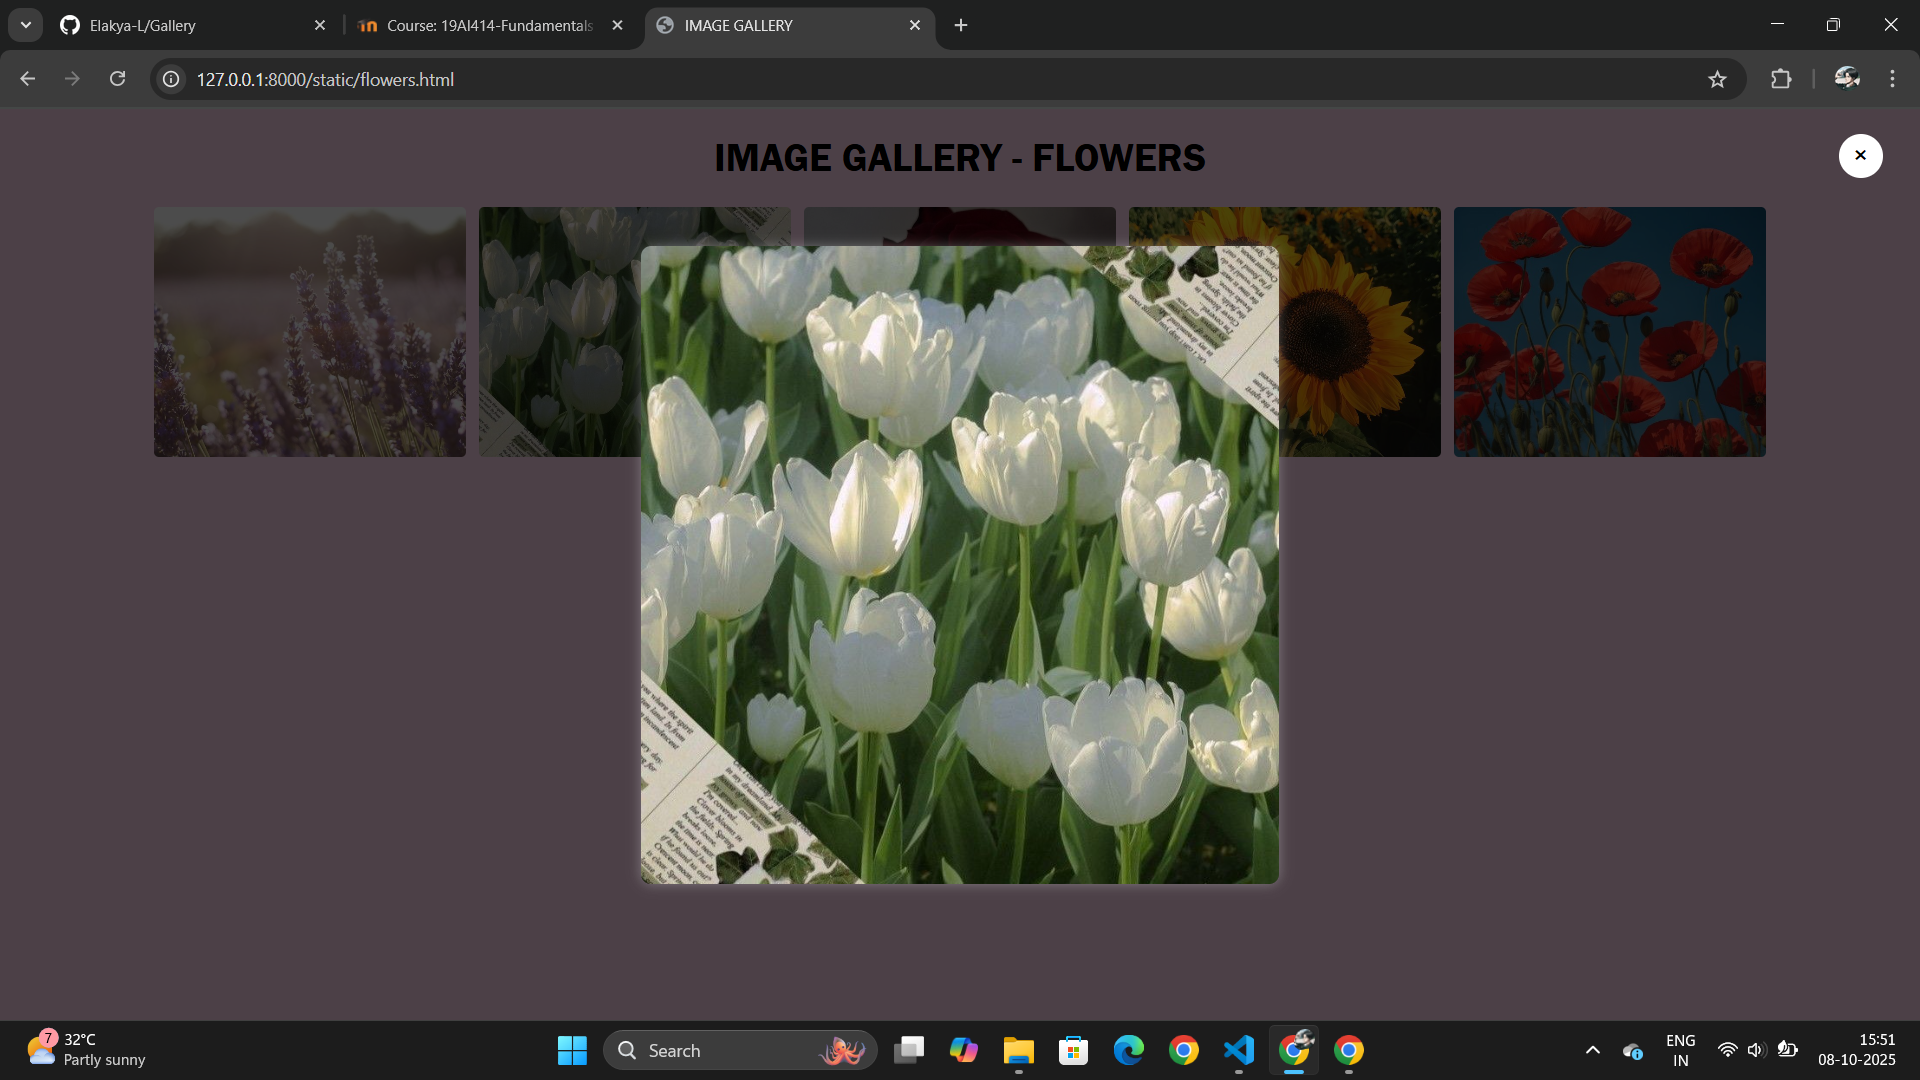 Elakya-L/Gallery
Course: 19AI414-Fundamentals
IMAGE GALLERY
127.0.0.1:8000/static/flowers.html
IMAGE GALLERY - FLOWERS
7
32°C
Partly sunny
Search
ENG
IN
15:51
08-10-2025